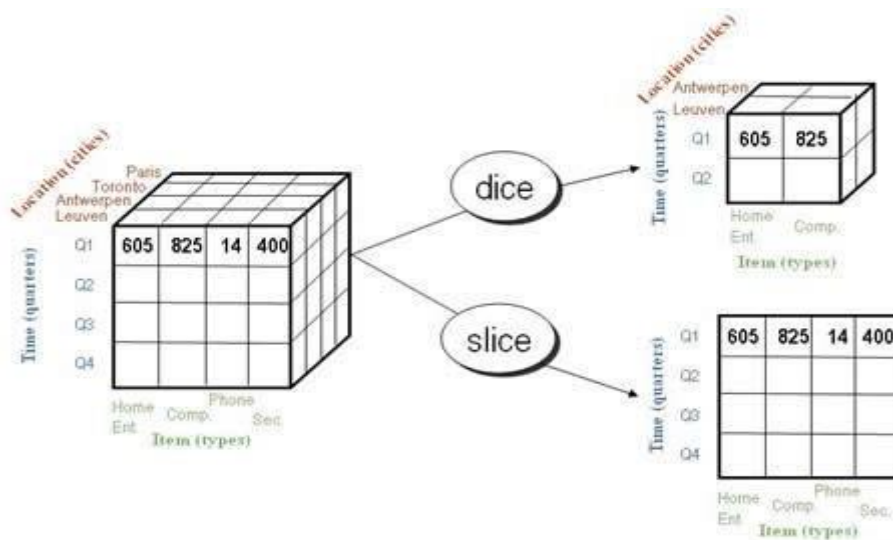 Location (cities)
Paris
Toronto
Antwerpen
Leuven
Time (quarters)
Q1 605 825 14 400
Q2
Q3
Q4
Home Ent. Comp. Phone Sec.
Item (types)
dice
slice
Location (cities)
Antwerpen
Leuven
Time (quarters)
Q1 605 825
Q2
Home Ent. Comp.
Item (types)
Time (quarters)
Q1 605 825 14 400
Q2
Q3
Q4
Home Ent. Comp. Phone Sec.
Item (types)